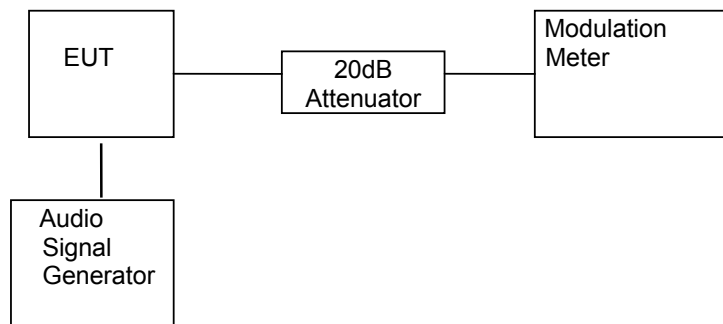 EUT
20dB
Attenuator
Modulation
Meter
Audio
Signal
Generator